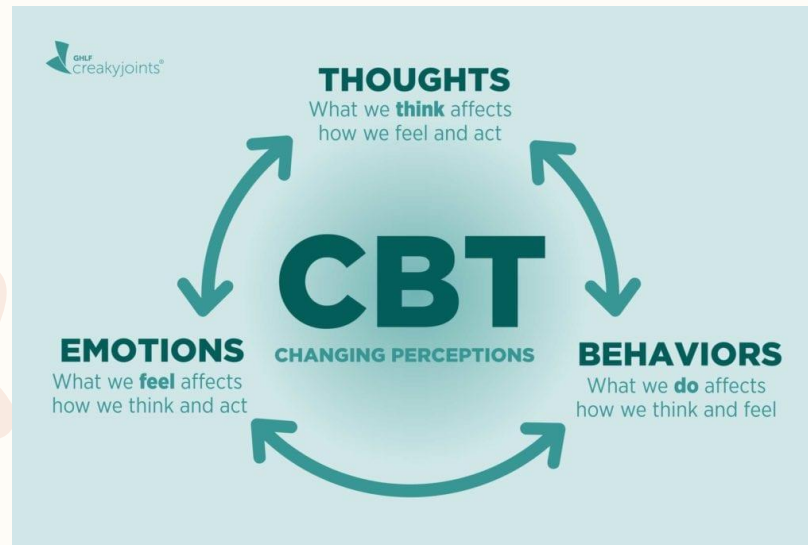 GHLF
creakyjoints®
THOUGHTS
What we think affects
how we feel and act
CBT
CHANGING PERCEPTIONS
EMOTIONS
What we feel affects
how we think and act
BEHAVIORS
What we do affects
how we think and feel